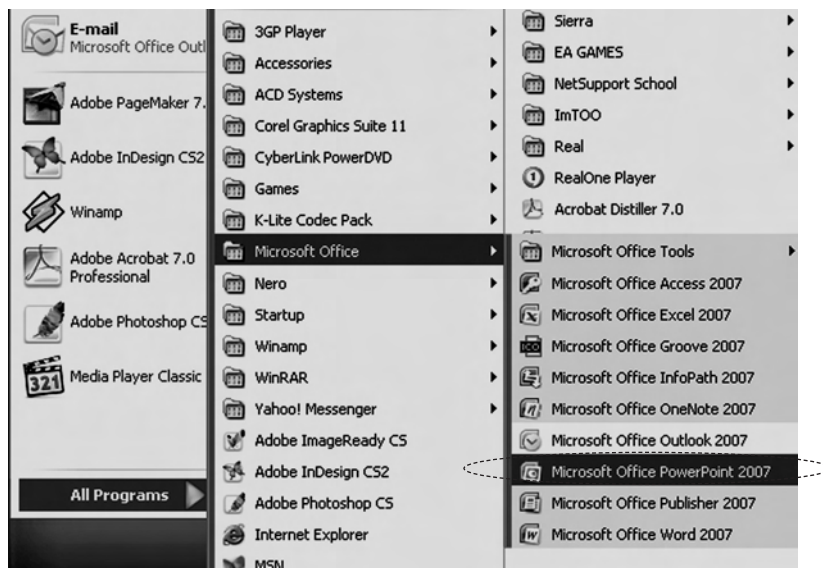 E-mail
Microsoft Office Outl
Adobe PageMaker 7.
Adobe InDesign CS2
Winamp
Adobe Acrobat 7.0
Professional
Adobe Photoshop CS
321
Media Player Classic
All Programs
3GP Player
Accessories
ACD Systems
Corel Graphics Suite 11
CyberLink PowerDVD
Games
K-Lite Codec Pack
Microsoft Office
Nero
Startup
Winamp
WinRAR
Yahoo! Messenger
Adobe ImageReady CS
Adobe InDesign CS2
Adobe Photoshop CS
Internet Explorer
MSN
Sierra
EA GAMES
NetSupport School
ImTOO
Real
RealOne Player
Acrobat Distiller 7.0
Microsoft Office Tools
Microsoft Office Access 2007
Microsoft Office Excel 2007
Microsoft Office Groove 2007
Microsoft Office InfoPath 2007
Microsoft Office OneNote 2007
Microsoft Office Outlook 2007
Microsoft Office PowerPoint 2007
Microsoft Office Publisher 2007
Microsoft Office Word 2007